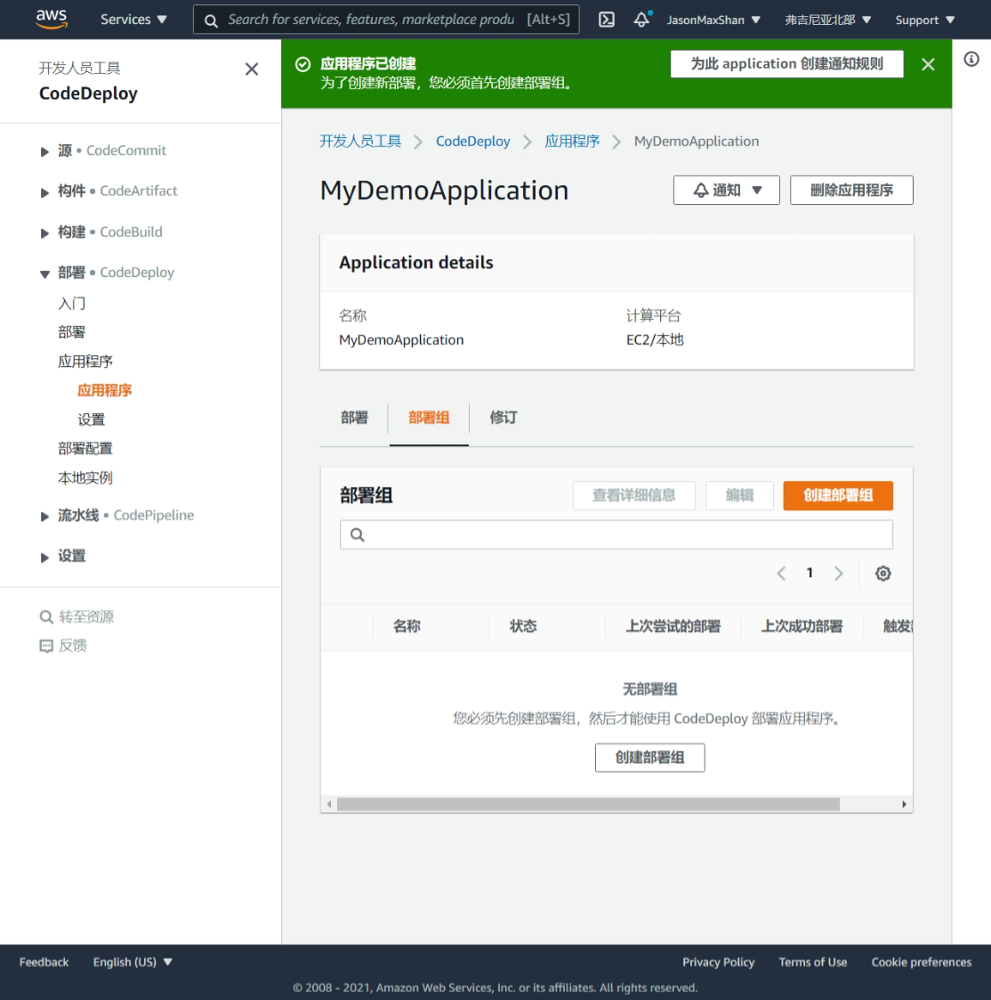 aws Services Search for services, features, marketplace produ [Alt+S] JasonMaxShan 弗吉尼亚北部 Support
开发人员工具
CodeDeploy
源 • CodeCommit
构件 • CodeArtifact
构建 • CodeBuild
部署 • CodeDeploy
入门
部署
应用程序
应用程序
设置
部署配置
本地实例
流水线 • CodePipeline
设置
转至资源
反馈
应用程序已创建
为了创建新部署，您必须首先创建部署组。
为此 application 创建通知规则
开发人员工具 CodeDeploy 应用程序 MyDemoApplication
MyDemoApplication 通知 删除应用程序
Application details
名称 计算平台
MyDemoApplication EC2/本地
部署 部署组 修订
部署组 查看详细信息 编辑 创建部署组
1
名称 状态 上次尝试的部署 上次成功部署 触发
无部署组
您必须先创建部署组，然后才能使用 CodeDeploy 部署应用程序。
创建部署组
Feedback English (US) Privacy Policy Terms of Use Cookie preferences
© 2008 - 2021, Amazon Web Services, Inc. or its affiliates. All rights reserved.